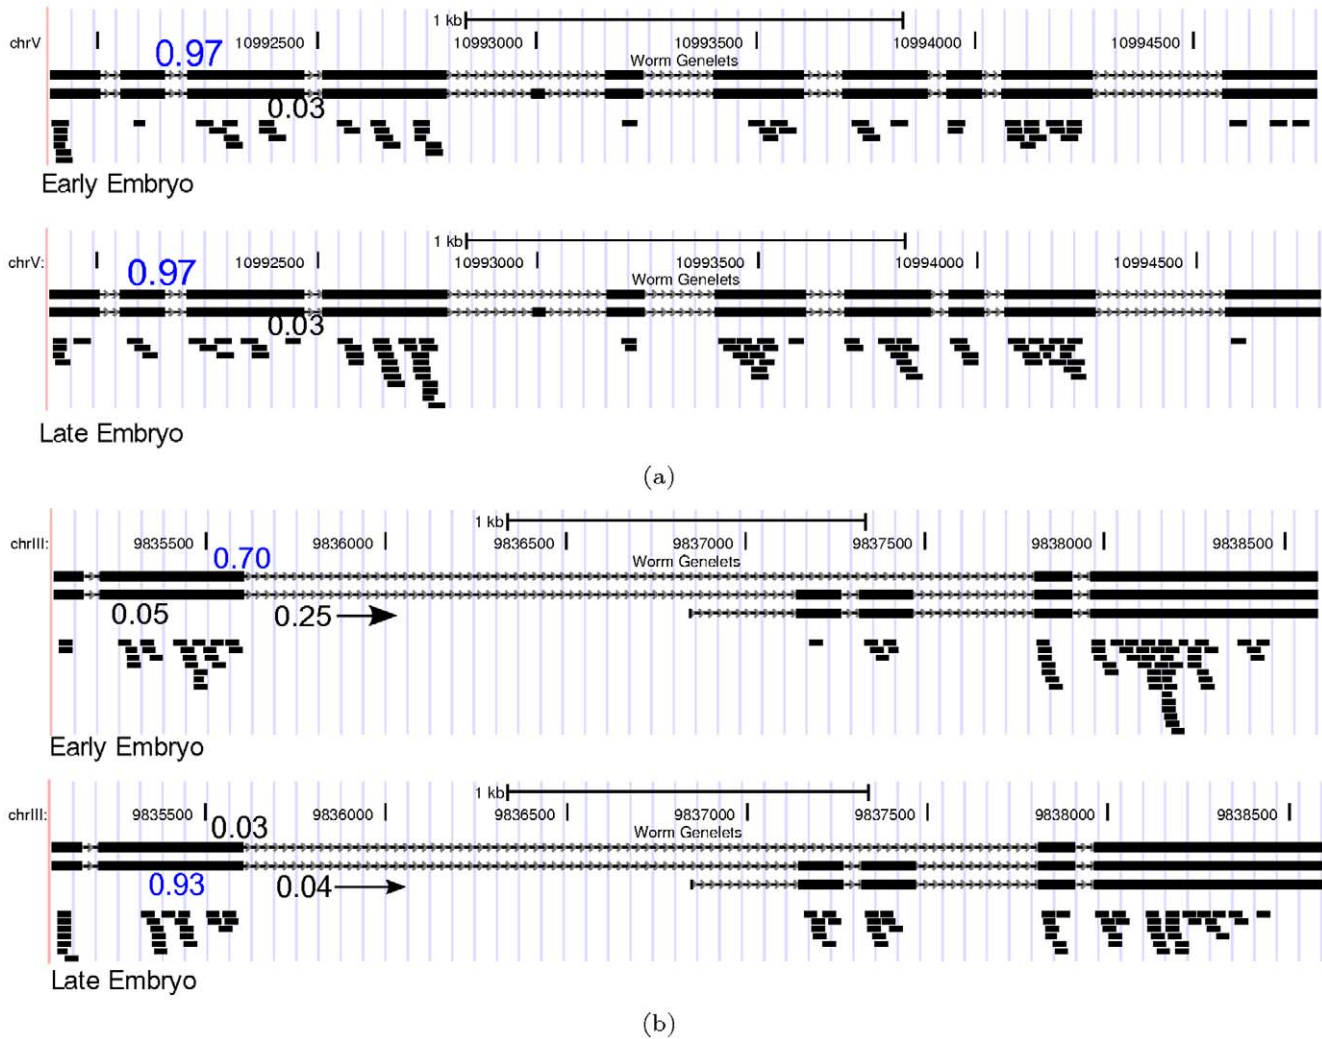 1 kb
chrV 10992500 10993000 10993500 10994000 10994500
0.97 Worm Genelets
0.03
Early Embryo
1 kb
chrV: 10992500 10993000 10993500 10994000 10994500
0.97 Worm Genelets
0.03
Late Embryo
(a)
1 kb
chrIII: 9835500 9836000 9836500 9837000 9837500 9838000 9838500
0.70 Worm Genelets
0.05 0.25
Early Embryo
1 kb
chrIII: 9835500 9836000 9836500 9837000 9837500 9838000 9838500
0.03 Worm Genelets
0.93 0.04
Late Embryo
(b)